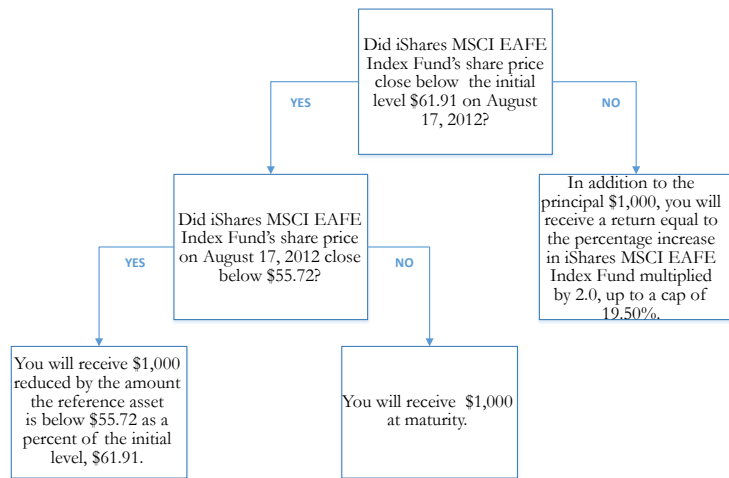 Did iShares MSCI EAFE
Index Fund's share price
close below the initial
level $61.91 on August
17, 2012?
YES
NO
Did iShares MSCI EAFE
Index Fund's share price
on August 17, 2012 close
below $55.72?
In addition to the
principal $1,000, you will
receive a return equal to
the percentage increase
in iShares MSCI EAFE
Index Fund multiplied
by 2.0, up to a cap of
19.50%.
YES
NO
You will receive $1,000
reduced by the amount
the reference asset
is below $55.72 as a
percent of the initial
level, $61.91.
You will receive $1,000
at maturity.